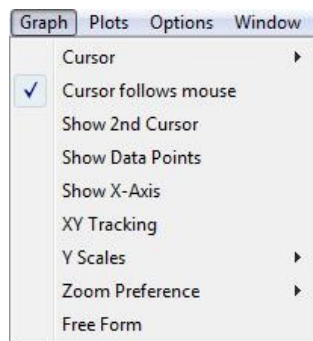 Graph Plots Options Window
Cursor
Cursor follows mouse
Show 2nd Cursor
Show Data Points
Show X-Axis
XY Tracking
Y Scales
Zoom Preference
Free Form